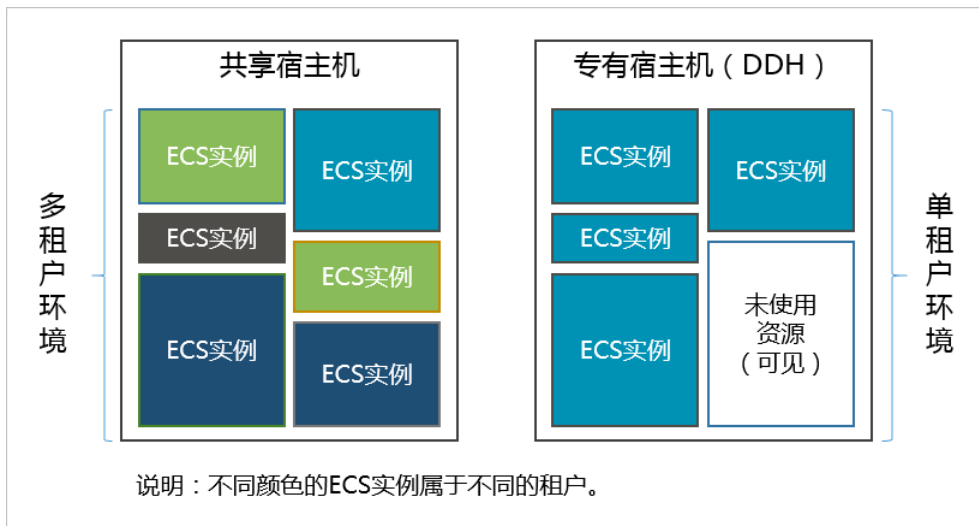 共享宿主机
多租户环境
ECS实例
ECS实例
ECS实例
ECS实例
ECS实例
ECS实例
专有宿主机（DDH）
ECS实例
ECS实例
ECS实例
ECS实例
未使用
资源
（可见）
单租户环境
说明：不同颜色的ECS实例属于不同的租户。